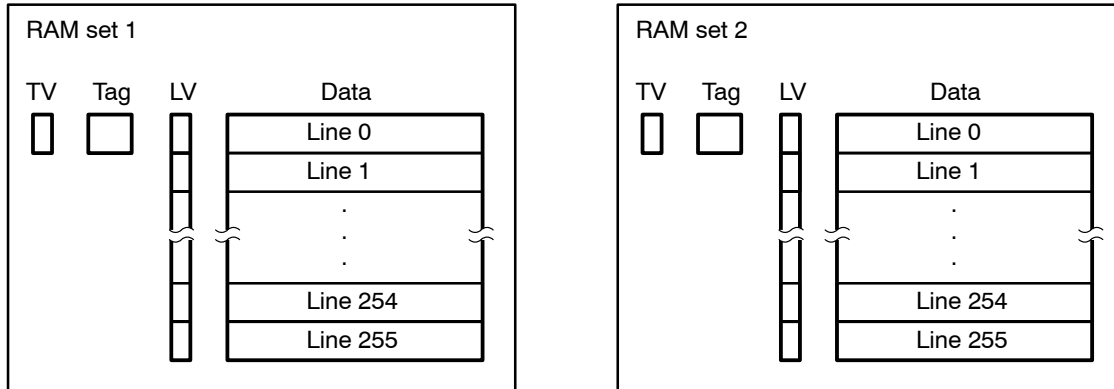 RAM set 1
TV Tag LV Data
Line 0
Line 1
.
.
.
Line 254
Line 255
RAM set 2
TV Tag LV Data
Line 0
Line 1
.
.
.
Line 254
Line 255